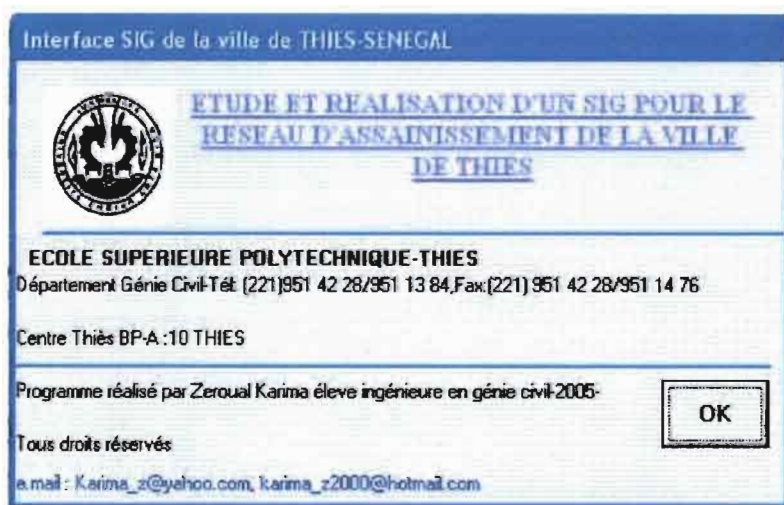 Interface SIG de la ville de THIES-SENEGAL
ETUDE ET REALISATION D'UN SIG POUR LE
RESEAU D'ASSAINISSEMENT DE LA VILLE
DE THIES
ECOLE SUPERIEURE POLYTECHNIQUE-THIES
Département Génie Civil-Tél: (221)951 42 28/951 13 84,Fax:(221) 951 42 28/951 14 76
Centre Thiès BP-A :10 THIES
Programme réalisé par Zeroual Karima éleve ingénieure en génie civil-2005-
OK
Tous droits réservés
e.mail : Karima_z@yahoo.com, karima_z2000@hotmail.com